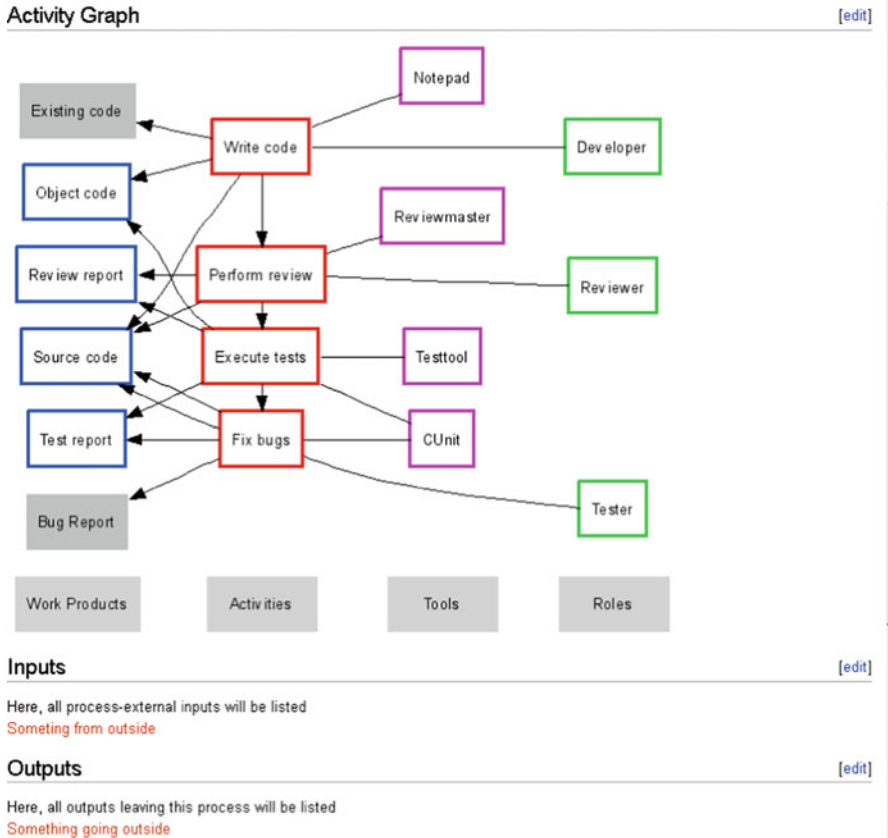 Activity Graph
[edit]
Notepad
Existing code
Write code
Developer
Object code
Reviewmaster
Review report
Perform review
Reviewer
Source code
Execute tests
Testtool
Test report
Fix bugs
CUnit
Bug Report
Tester
Work Products
Activities
Tools
Roles
Inputs
[edit]
Here, all process-external inputs will be listed
Someting from outside
Outputs
[edit]
Here, all outputs leaving this process will be listed
Something going outside